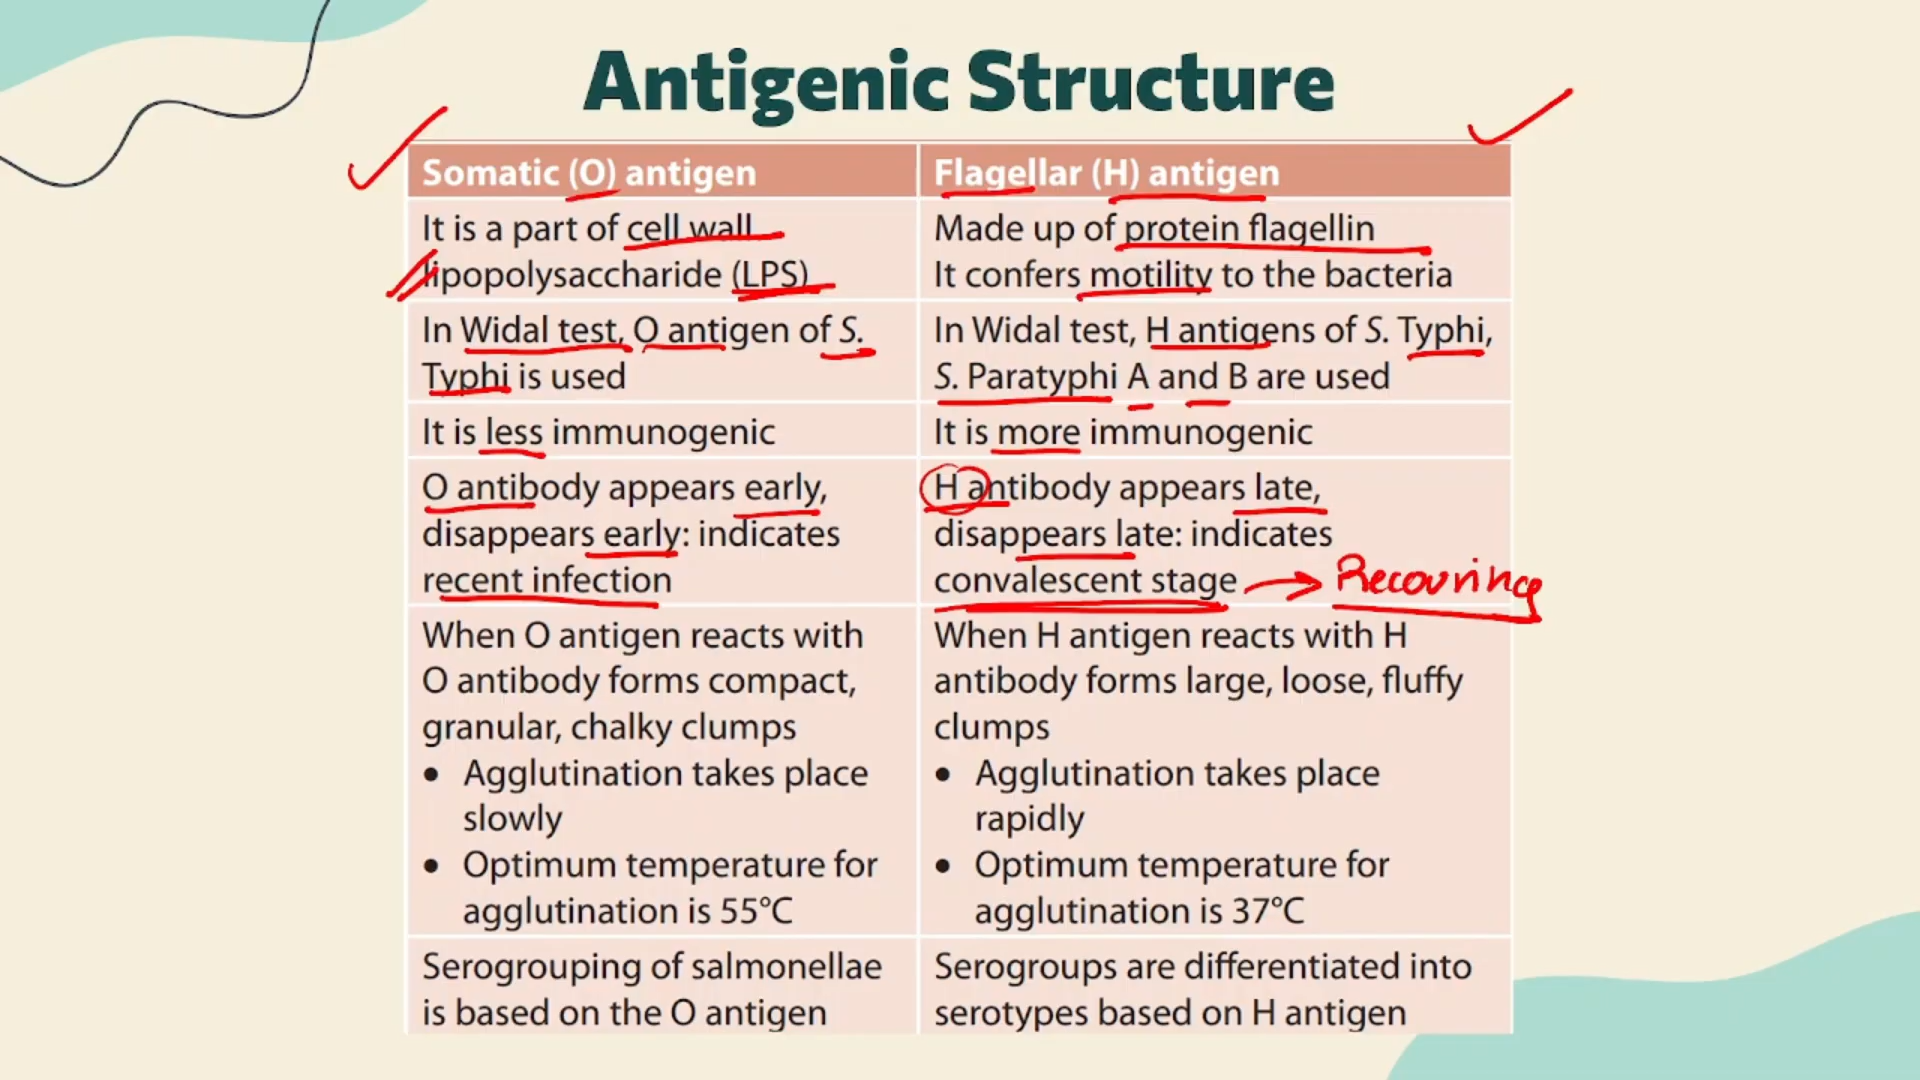 Antigenic Structure
Somatic (O) antigen
It is a part of cell wall
lipopolysaccharide (LPS)
In Widal test, O antigen of S.
Typhi is used
It is less immunogenic
O antibody appears early,
disappears early: indicates
recent infection
When O antigen reacts with
O antibody forms compact,
granular, chalky clumps
• Agglutination takes place
slowly
• Optimum temperature for
agglutination is 55°C
Serogrouping of salmonellae
is based on the O antigen
Flagellar (H) antigen
Made up of protein flagellin
It confers motility to the bacteria
In Widal test, H antigens of S. Typhi,
S. Paratyphi A and B are used
It is more immunogenic
H antibody appears late,
disappears late: indicates
convalescent stage
Recouring
When H antigen reacts with H
antibody forms large, loose, fluffy
clumps
• Agglutination takes place
rapidly
• Optimum temperature for
agglutination is 37°C
Serogroups are differentiated into
serotypes based on H antigen